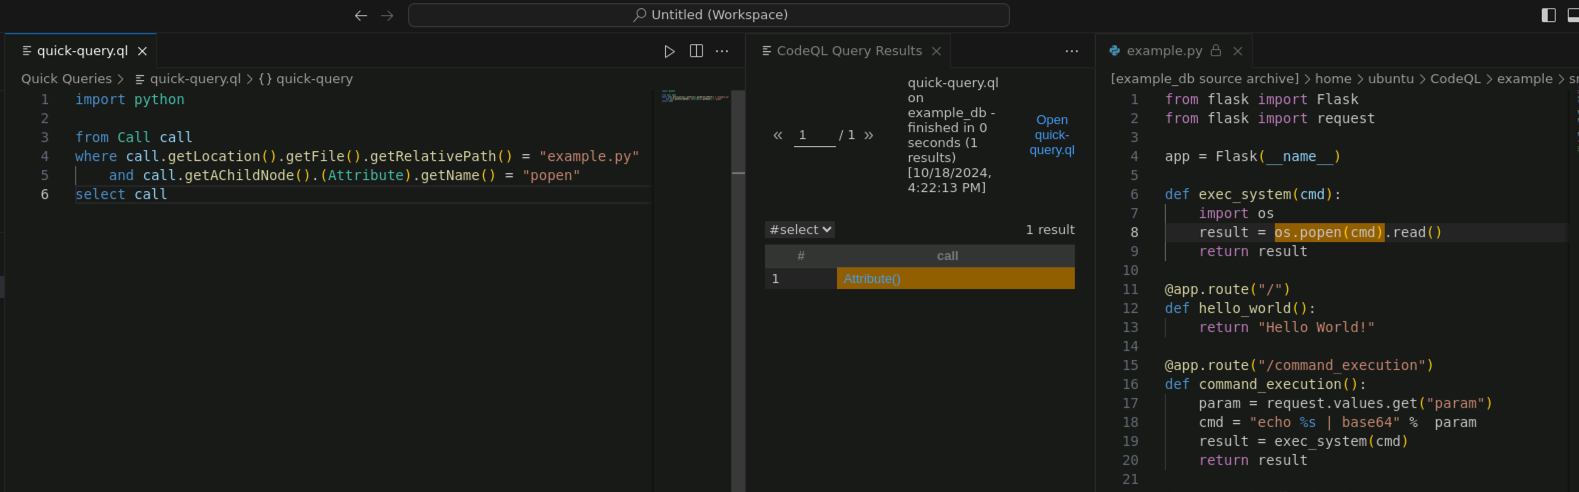 Untitled (Workspace)
quick-query.ql
Quick Queries > quick-query.ql > {} quick-query
1 import python
2
3 from Call call
4 where call.getLocation().getFile().getRelativePath() = "example.py"
5 and call.getAChildNode().(Attribute).getName() = "popen"
6 select call
CodeQL Query Results
« 1 / 1 »
quick-query.ql
on
example_db -
finished in 0
seconds (1
results)
[10/18/2024,
4:22:13 PM]
Open
quick-
query.ql
#select
1 result
# call
1 Attribute()
example.py
[example_db source archive] > home > ubuntu > CodeQL > example >
1 from flask import Flask
2 from flask import request
3
4 app = Flask(__name__)
5
6 def exec_system(cmd):
7 import os
8 result = os.popen(cmd).read()
9 return result
10
11 @app.route("/")
12 def hello_world():
13 return "Hello World!"
14
15 @app.route("/command_execution")
16 def command_execution():
17 param = request.values.get("param")
18 cmd = "echo %s | base64" %  param
19 result = exec_system(cmd)
20 return result
21